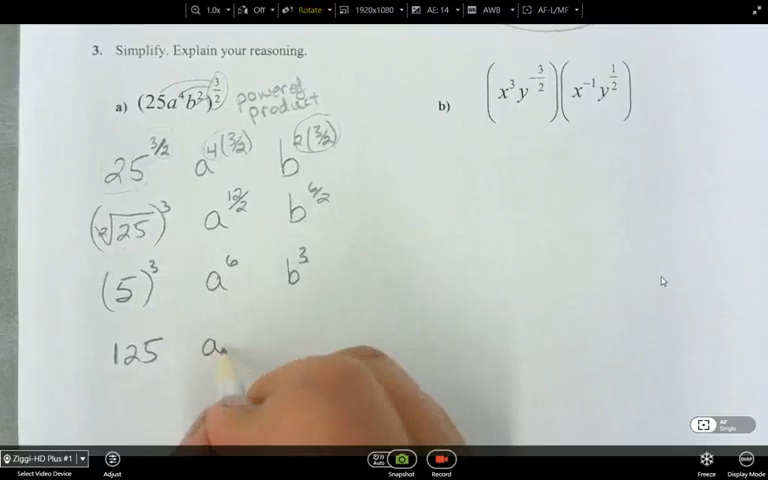 1.0x Off Rotate 1920x1080 AE: 14 AWB AF-L/MF
3. Simplify. Explain your reasoning.
a) (25a⁴b²)^(3/2) power of product
b) (x³y^(-3/2))(x⁻¹y^(1/2))
25^(3/2) a^(4(3/2)) b^(2(3/2))
(²√25)³ a^(12/2) b^(6/2)
(5)³ a⁶ b³
125 a
AF
Single
Ziggi-HD Plus #1
Select Video Device
Adjust
Auto
Snapshot
Record
Freeze
DISP
Display Mode